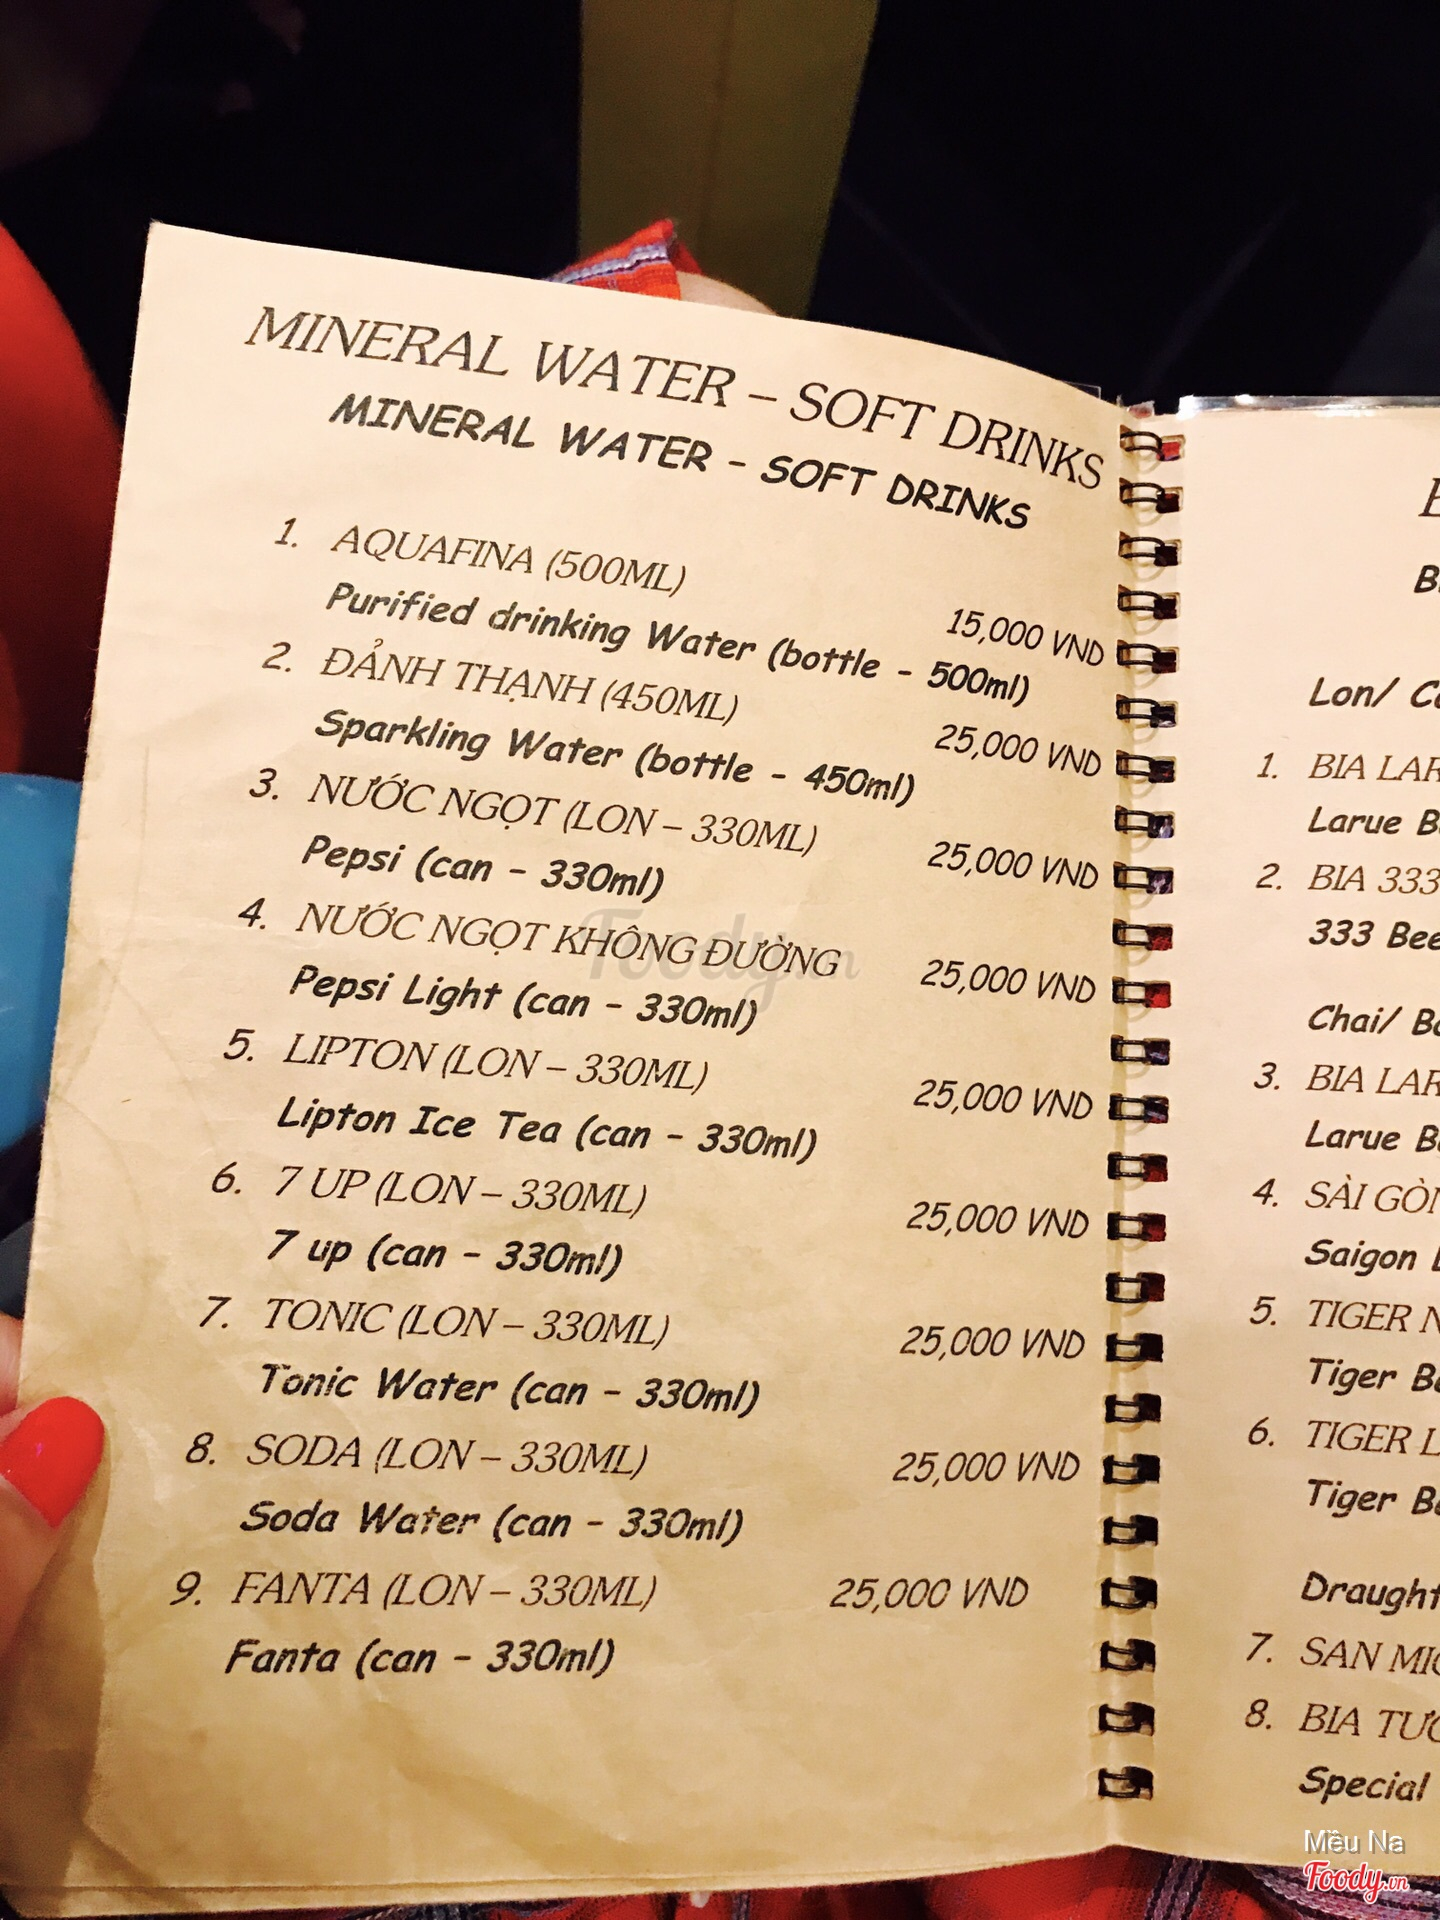 MINERAL WATER – SOFT DRINKS
MINERAL WATER - SOFT DRINKS
1. AQUAFINA (500ML) 15,000 VND
Purified drinking Water (bottle - 500ml)
2. ĐẢNH THẠNH (450ML) 25,000 VND
Sparkling Water (bottle - 450ml)
3. NƯỚC NGỌT (LON – 330ML) 25,000 VND
Pepsi (can - 330ml)
4. NƯỚC NGỌT KHÔNG ĐƯỜNG 25,000 VND
Pepsi Light (can - 330ml)
5. LIPTON (LON – 330ML) 25,000 VND
Lipton Ice Tea (can - 330ml)
6. 7 UP (LON – 330ML) 25,000 VND
7 up (can - 330ml)
7. TONIC (LON – 330ML) 25,000 VND
Tonic Water (can - 330ml)
8. SODA (LON – 330ML) 25,000 VND
Soda Water (can - 330ml)
9. FANTA (LON – 330ML) 25,000 VND
Fanta (can - 330ml)
Lon/
1. BIA
Larue
2. BIA 333
333
Chai/
3. BIA
Larue
4. SÀI
Saigon
5. TIGER
Tiger
6. TIGER
Tiger
7. SAN
8. BIA
Special
Foody.vn
Mều Na
Foody.vn